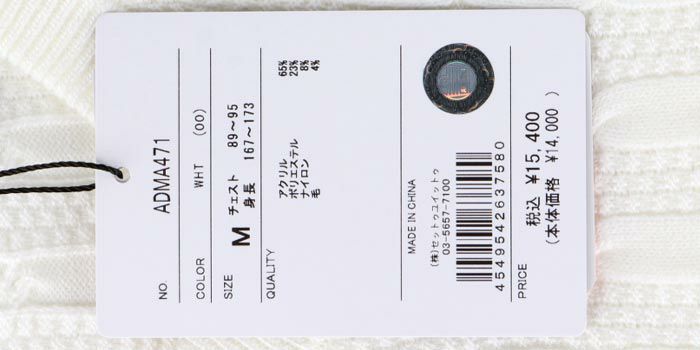 NO. ADMA471
COLOR WHT (00)
SIZE M チェスト 89～95
身長 167～173
QUALITY アクリル 65%
ポリエステル 23%
ナイロン 8%
毛 4%
MADE IN CHINA
(株)セットゥユイットゥ
03-5657-7100
4549542637580
PRICE 税込 ¥15,400
(本体価格 ¥14,000)